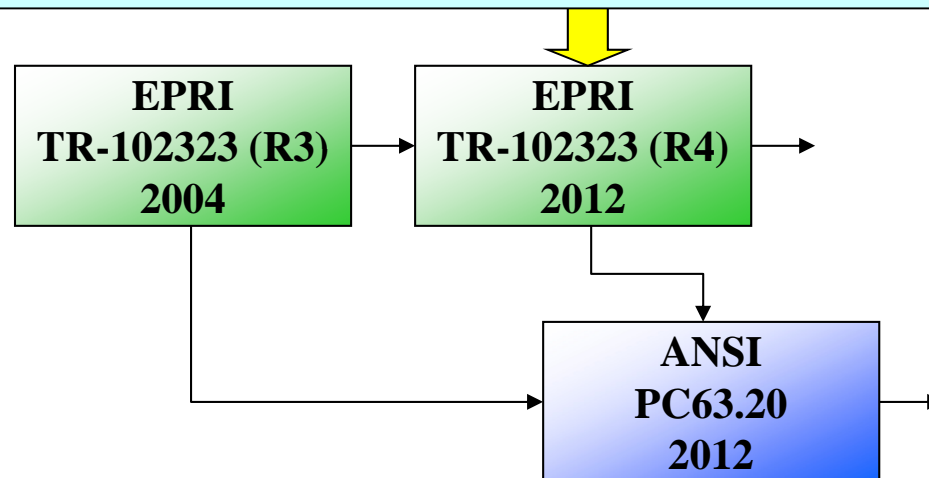 EPRI
TR-102323 (R3)
2004
EPRI
TR-102323 (R4)
2012
ANSI
PC63.20
2012